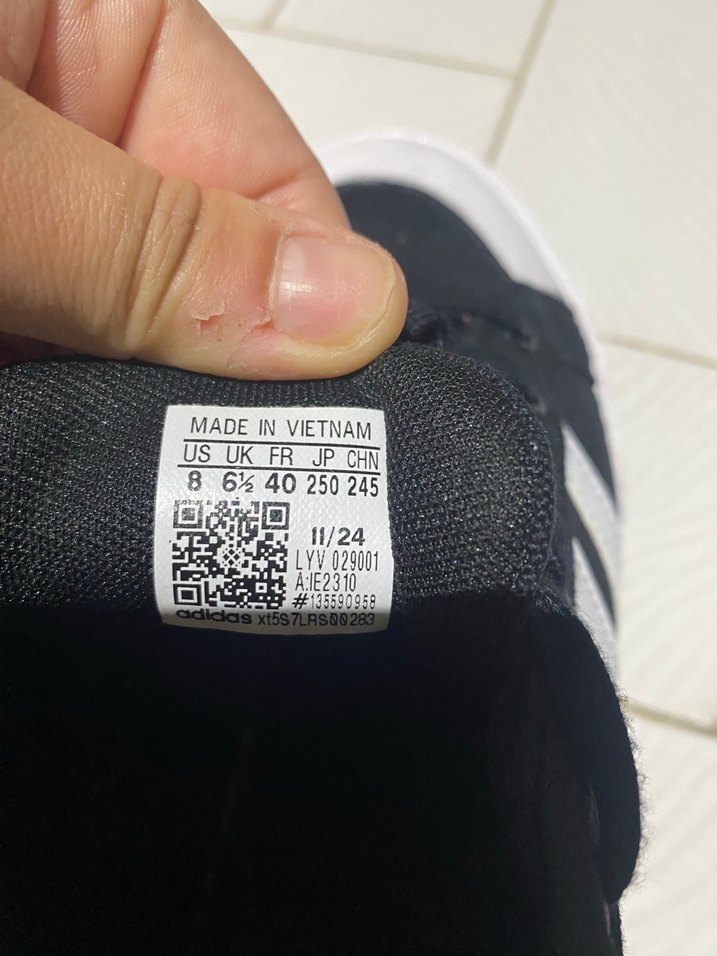 MADE IN VIETNAM
US UK FR JP CHN
8 6½ 40 250 245
11/24
LYV 029001
A:IE2310
#135590958
adidas xt5S7LRS00283